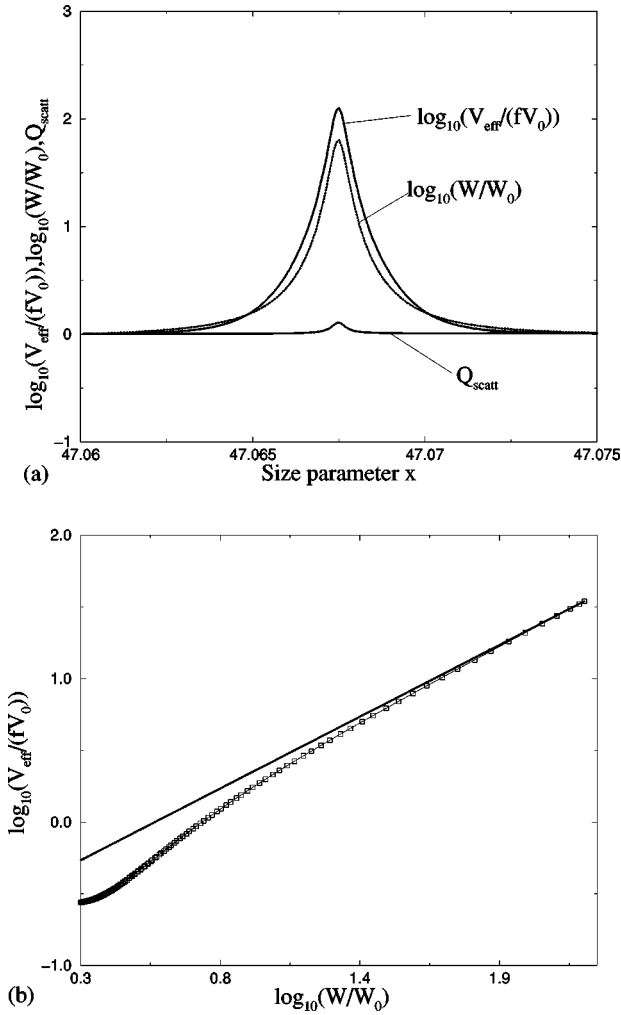 3
2
1
0
−1
log10(Veff/(fV0)),log10(W/W0),Qscatt
log10(Veff/(fV0))
log10(W/W0)
Qscatt
47.06 47.065 47.07 47.075
(a) Size parameter x
2.0
1.0
0.0
−1.0
log10(Veff/(fV0))
0.3 0.8 1.4 1.9
(b) log10(W/W0)